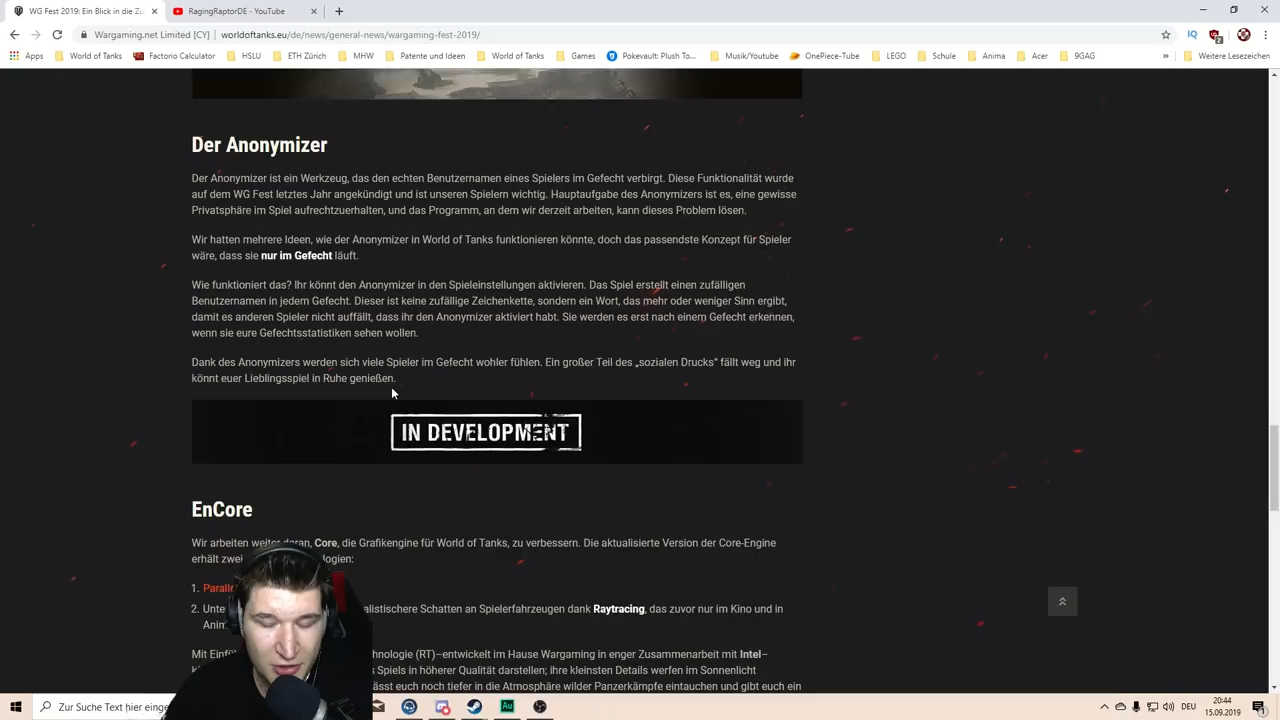 WG Fest 2019: Ein Blick in die Zu
RagingRaptorDE - YouTube
Wargaming.net Limited [CY]
worldoftanks.eu/de/news/general-news/wargaming-fest-2019/
Apps World of Tanks Factorio Calculator HSLU ETH Zürich MHW Patente und Ideen World of Tanks Games Pokevault: Plush To... Musik/Youtube OnePiece-Tube LEGO Schule Anima Acer 9GAG » Weitere Lesezeichen
Der Anonymizer
Der Anonymizer ist ein Werkzeug, das den echten Benutzernamen eines Spielers im Gefecht verbirgt. Diese Funktionalität wurde
auf dem WG Fest letztes Jahr angekündigt und ist unseren Spielern wichtig. Hauptaufgabe des Anonymizers ist es, eine gewisse
Privatsphäre im Spiel aufrechtzuerhalten, und das Programm, an dem wir derzeit arbeiten, kann dieses Problem lösen.
Wir hatten mehrere Ideen, wie der Anonymizer in World of Tanks funktionieren könnte, doch das passendste Konzept für Spieler
wäre, dass sie nur im Gefecht läuft.
Wie funktioniert das? Ihr könnt den Anonymizer in den Spieleinstellungen aktivieren. Das Spiel erstellt einen zufälligen
Benutzernamen in jedem Gefecht. Dieser ist keine zufällige Zeichenkette, sondern ein Wort, das mehr oder weniger Sinn ergibt,
damit es anderen Spieler nicht auffällt, dass ihr den Anonymizer aktiviert habt. Sie werden es erst nach einem Gefecht erkennen,
wenn sie eure Gefechtsstatistiken sehen wollen.
Dank des Anonymizers werden sich viele Spieler im Gefecht wohler fühlen. Ein großer Teil des „sozialen Drucks“ fällt weg und ihr
könnt euer Lieblingsspiel in Ruhe genießen.
IN DEVELOPMENT
EnCore
Wir arbeiten weiter daran, Core, die Grafikengine für World of Tanks, zu verbessern. Die aktualisierte Version der Core-Engine
erhält zwei logien:
1. Paralle
2. Unte alistischere Schatten an Spielerfahrzeugen dank Raytracing, das zuvor nur im Kino und in
Anim
Mit Einfü chnologie (RT)–entwickelt im Hause Wargaming in enger Zusammenarbeit mit Intel–
s Spiels in höherer Qualität darstellen; ihre kleinsten Details werfen im Sonnenlicht
ässt euch noch tiefer in die Atmosphäre wilder Panzerkämpfe eintauchen und gibt euch ein
Zur Suche Text hier einge
Au
DEU
20:44
15.09.2019